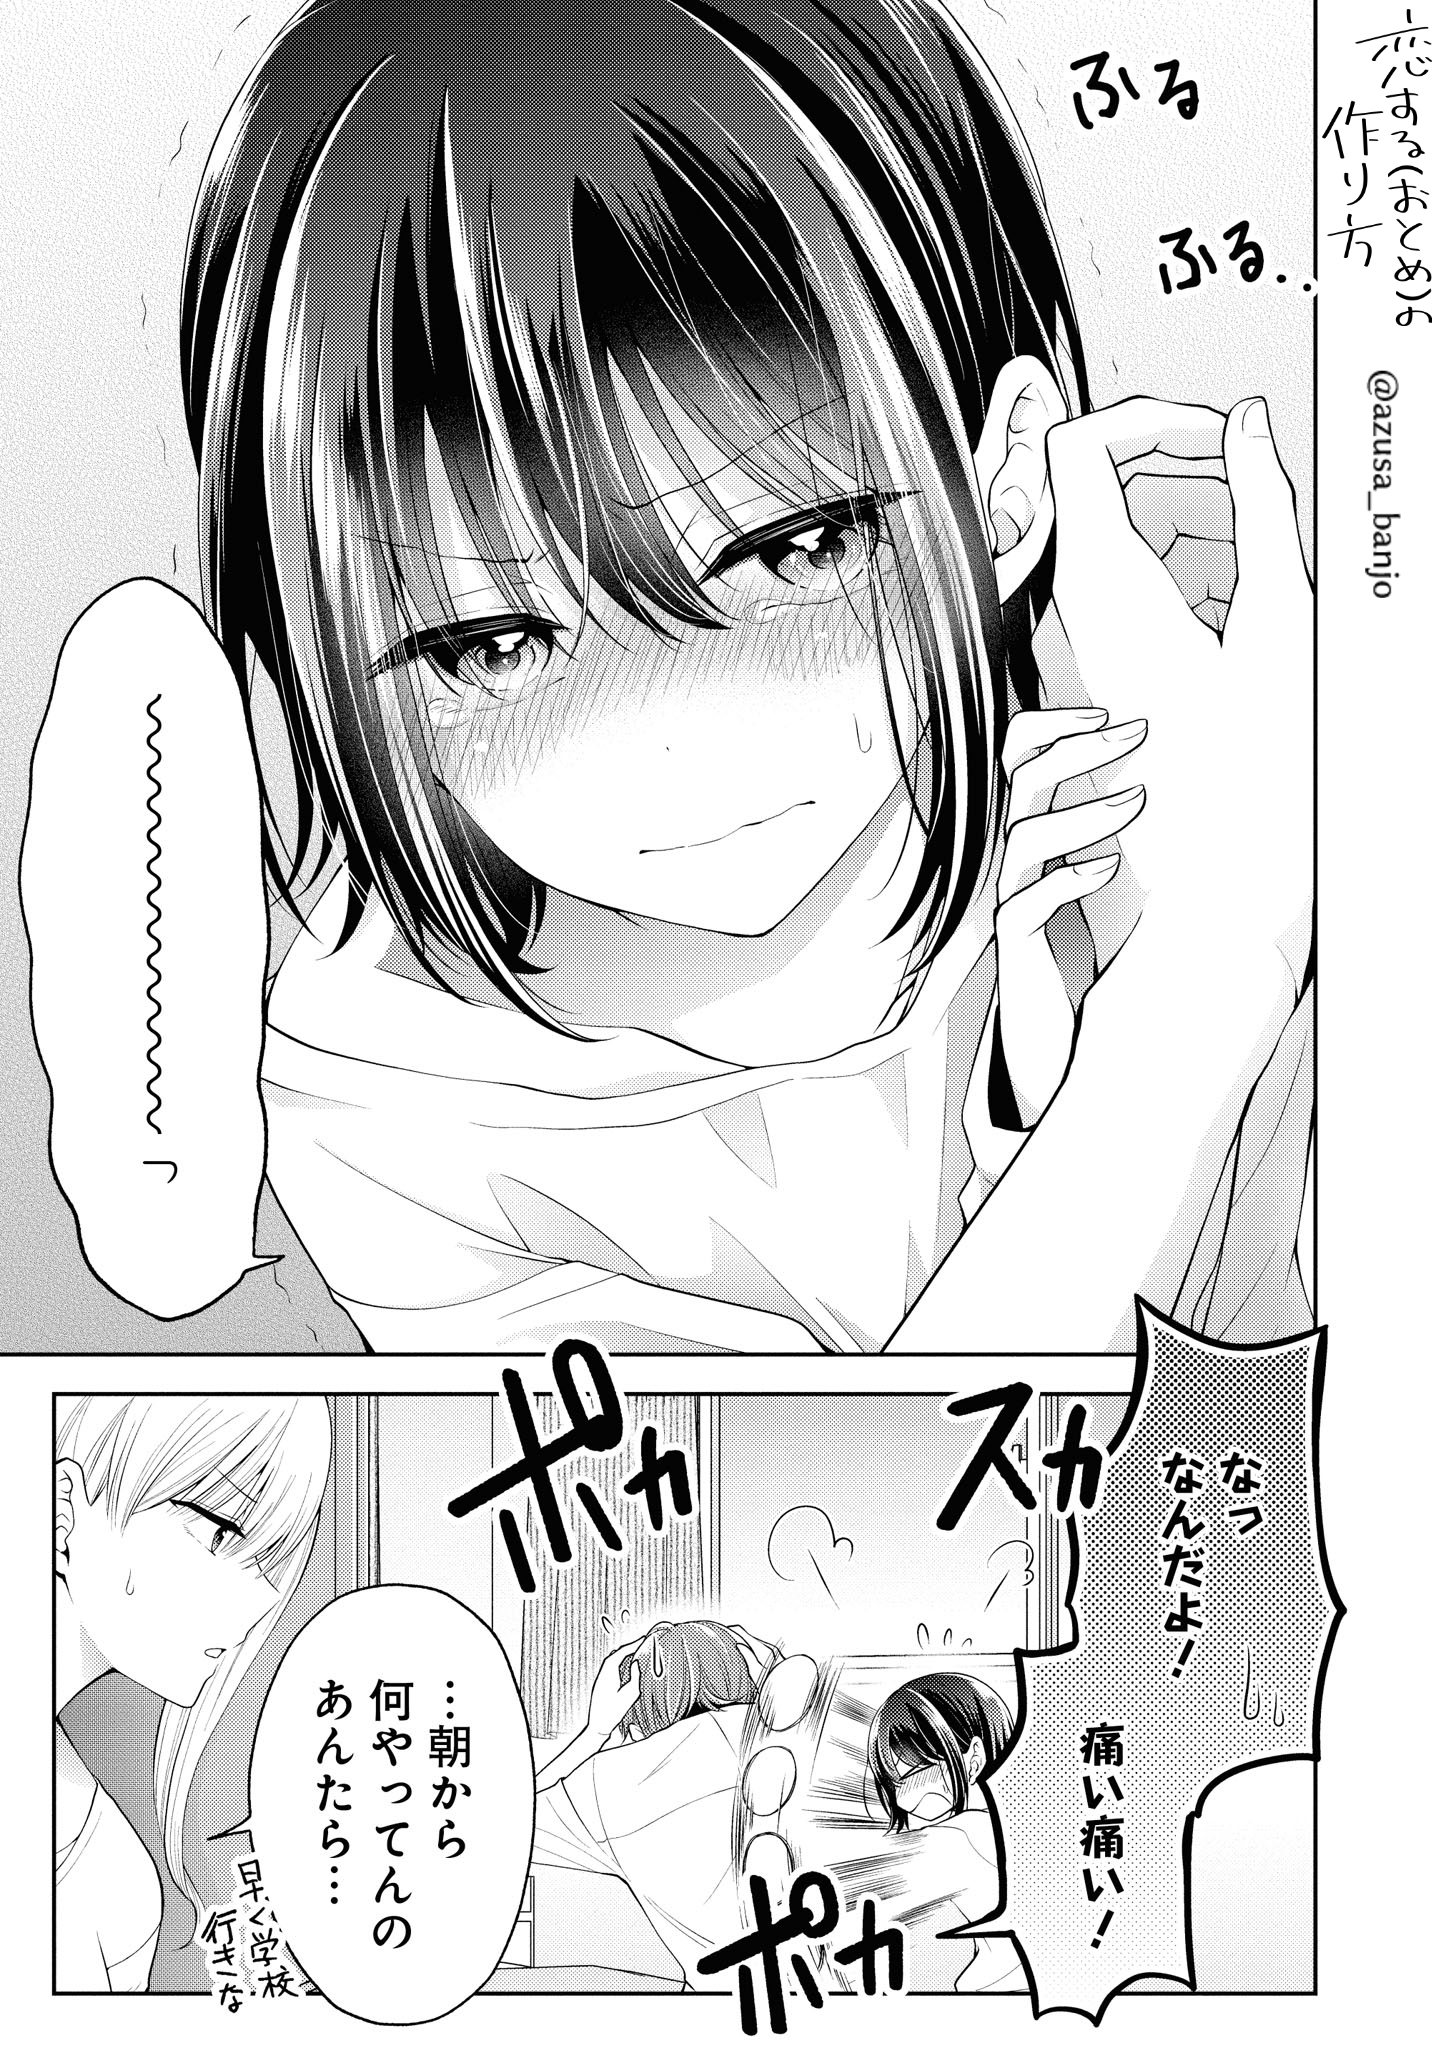 恋する(おとめ)の
作り方
@azusa_banjo
ふる
ふる..
〜〜〜〜〜〜〜〜っ
なっ
なんだよ!
痛い痛い!
スカ
ポカ
ポカ
…朝から
何やってんの
あんたら…
早く学校
行きな